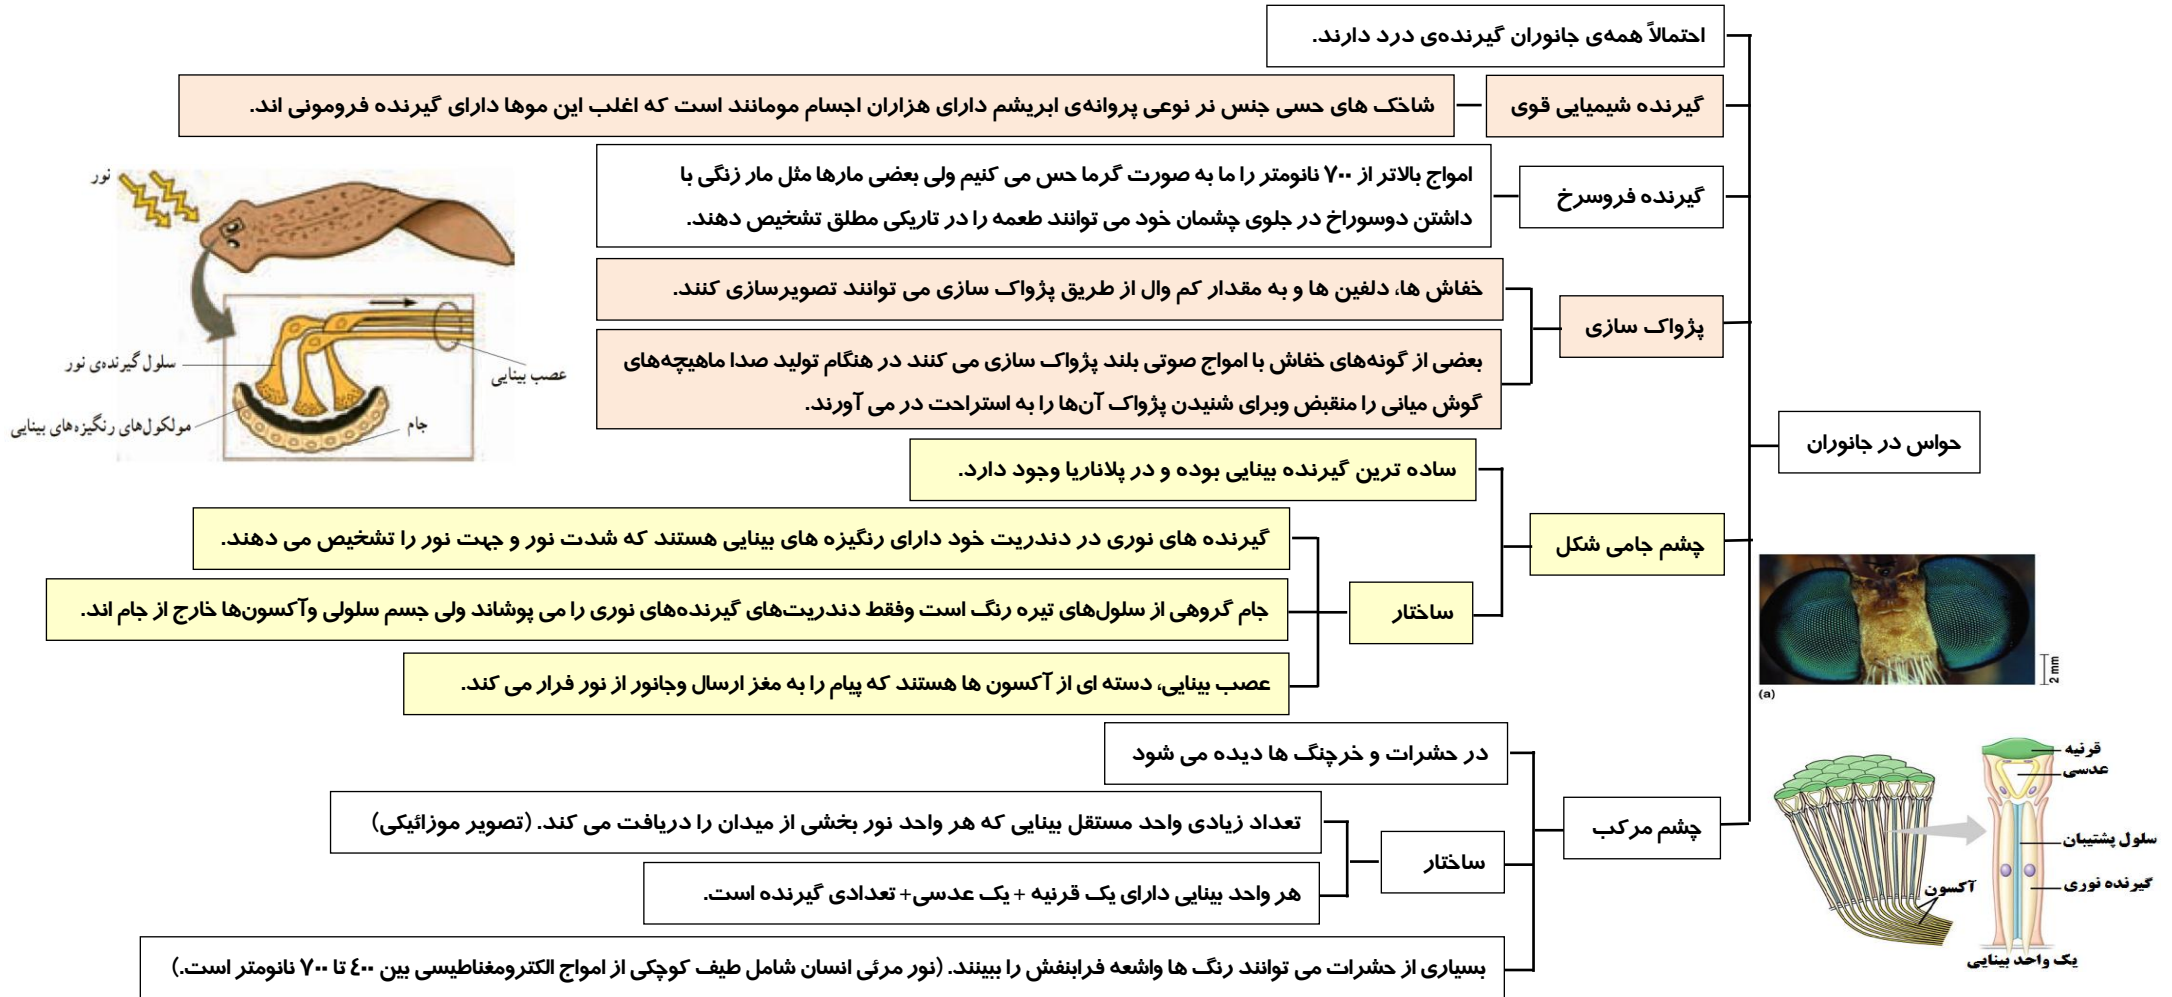 احتمالاً همه‌ی جانوران گیرنده‌ی درد دارند.
گیرنده شیمیایی قوی
شاخک های حسی جنس نر نوعی پروانه‌ی ابریشم دارای هزاران اجسام مومانند است که اغلب این موها دارای گیرنده فرومونی اند.
گیرنده فروسرخ
امواج بالاتر از ۷۰۰ نانومتر را ما به صورت گرما حس می کنیم ولی بعضی مارها مثل مار زنگی با
داشتن دوسوراخ در جلوی چشمان خود می توانند طعمه را در تاریکی مطلق تشخیص دهند.
پژواک سازی
خفاش ها، دلفین ها و به مقدار کم وال از طریق پژواک سازی می توانند تصویرسازی کنند.
بعضی از گونه‌های خفاش با امواج صوتی بلند پژواک سازی می کنند در هنگام تولید صدا ماهیچه‌های
گوش میانی را منقبض وبرای شنیدن پژواک آن‌ها را به استراحت در می آورند.
حواس در جانوران
چشم جامی شکل
ساده ترین گیرنده بینایی بوده و در پلاناریا وجود دارد.
ساختار
گیرنده های نوری در دندریت خود دارای رنگیزه های بینایی هستند که شدت نور و جهت نور را تشخیص می دهند.
جام گروهی از سلول‌های تیره رنگ است وفقط دندریت‌های گیرنده‌های نوری را می پوشاند ولی جسم سلولی وآکسون‌ها خارج از جام اند.
عصب بینایی، دسته ای از آکسون ها هستند که پیام را به مغز ارسال وجانور از نور فرار می کند.
چشم مرکب
در حشرات و خرچنگ ها دیده می شود
ساختار
تعداد زیادی واحد مستقل بینایی که هر واحد نور بخشی از میدان را دریافت می کند. (تصویر موزائیکی)
هر واحد بینایی دارای یک قرنیه + یک عدسی+ تعدادی گیرنده است.
بسیاری از حشرات می توانند رنگ ها واشعه فرابنفش را ببینند. (نور مرئی انسان شامل طیف کوچکی از امواج الکترومغناطیسی بین ٤۰۰ تا ۷۰۰ نانومتر است.)
نور
سلول گیرنده‌ی نور
عصب بینایی
مولکول‌های رنگیزه‌های بینایی
جام
2 mm
(a)
قرنیه
عدسی
سلول پشتیبان
گیرنده نوری
آکسون
یک واحد بینایی